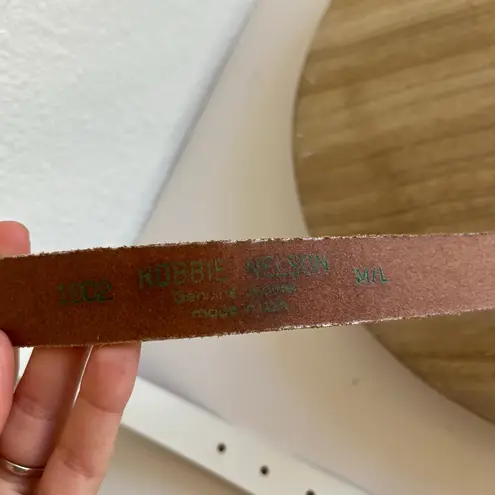 1002 ROBBIE NELSON M/L
Genuine leather
made in USA